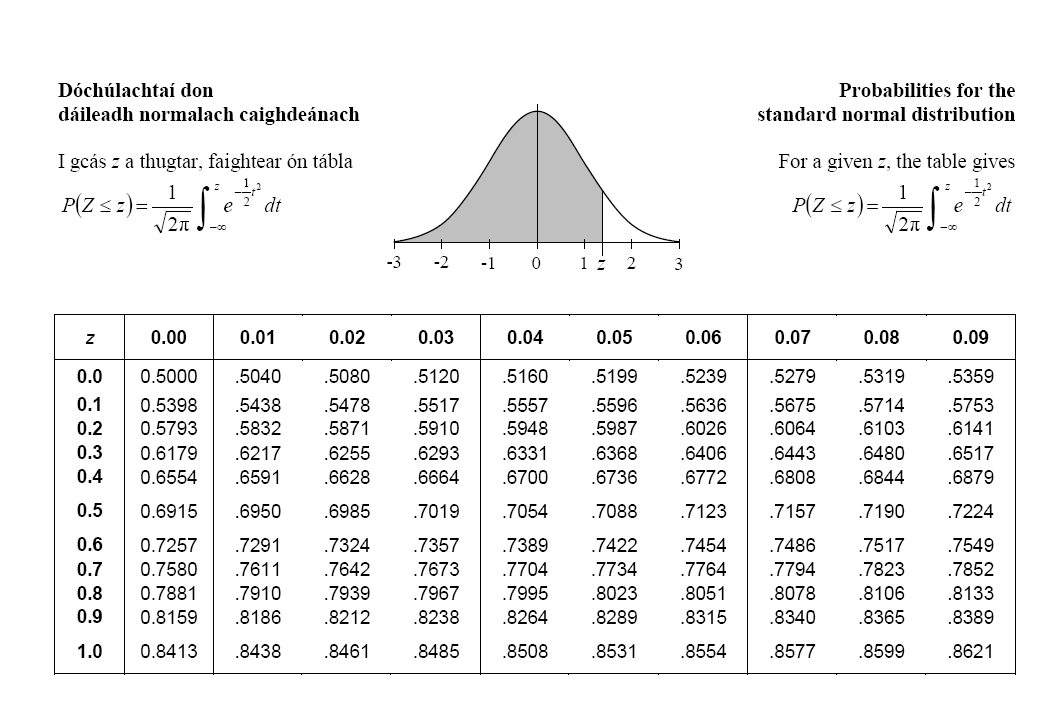 Dóchúlachtaí don
dáileadh normalach caighdeánach
I gcás z a thugtar, faightear ón tábla
P(Z ≤ z) = 1/√2π ∫_{-∞}^{z} e^{-1/2 t²} dt
Probabilities for the
standard normal distribution
For a given z, the table gives
P(Z ≤ z) = 1/√2π ∫_{-∞}^{z} e^{-1/2 t²} dt
-3 -2 -1 0 1 z 2 3
z 0.00 0.01 0.02 0.03 0.04 0.05 0.06 0.07 0.08 0.09
0.0 0.5000 .5040 .5080 .5120 .5160 .5199 .5239 .5279 .5319 .5359
0.1 0.5398 .5438 .5478 .5517 .5557 .5596 .5636 .5675 .5714 .5753
0.2 0.5793 .5832 .5871 .5910 .5948 .5987 .6026 .6064 .6103 .6141
0.3 0.6179 .6217 .6255 .6293 .6331 .6368 .6406 .6443 .6480 .6517
0.4 0.6554 .6591 .6628 .6664 .6700 .6736 .6772 .6808 .6844 .6879
0.5 0.6915 .6950 .6985 .7019 .7054 .7088 .7123 .7157 .7190 .7224
0.6 0.7257 .7291 .7324 .7357 .7389 .7422 .7454 .7486 .7517 .7549
0.7 0.7580 .7611 .7642 .7673 .7704 .7734 .7764 .7794 .7823 .7852
0.8 0.7881 .7910 .7939 .7967 .7995 .8023 .8051 .8078 .8106 .8133
0.9 0.8159 .8186 .8212 .8238 .8264 .8289 .8315 .8340 .8365 .8389
1.0 0.8413 .8438 .8461 .8485 .8508 .8531 .8554 .8577 .8599 .8621